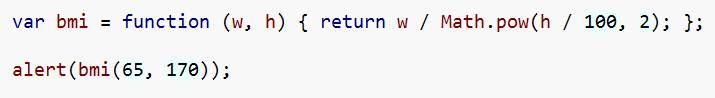 var bmi = function (w, h) { return w / Math.pow(h / 100, 2); };
alert(bmi(65, 170));